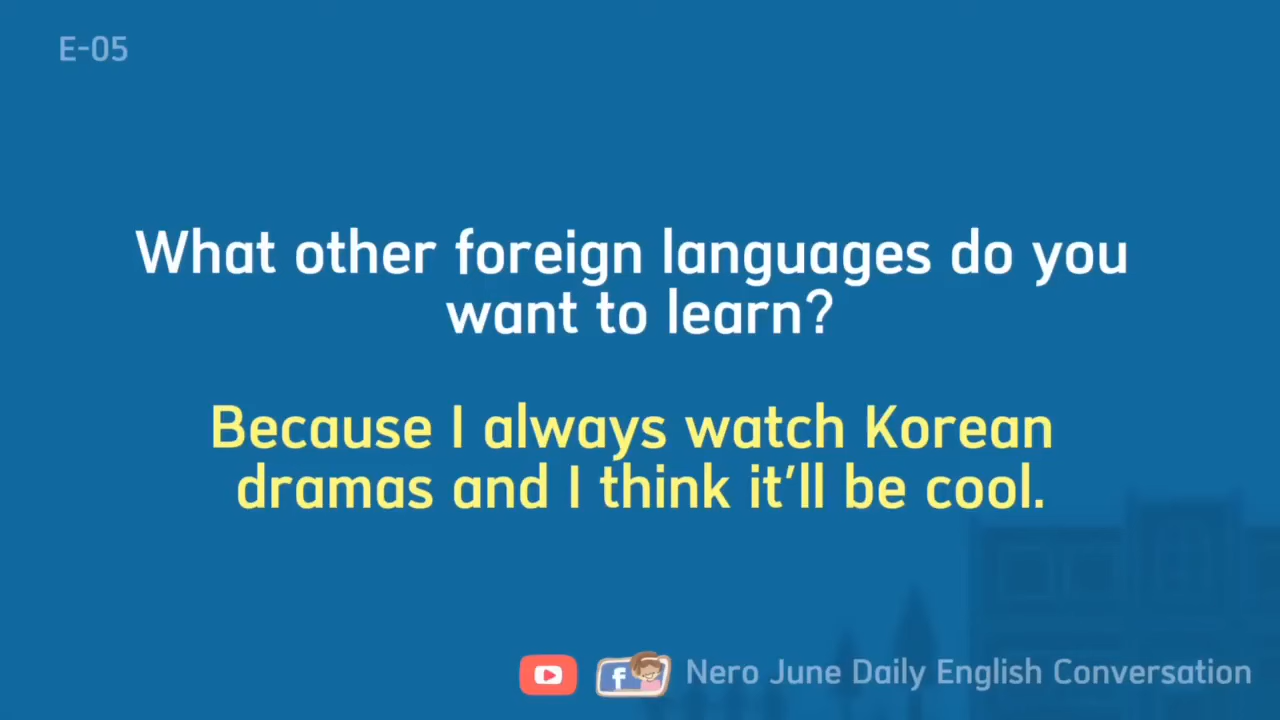 E-05
What other foreign languages do you
want to learn?
Because I always watch Korean
dramas and I think it'll be cool.
f
Nero June Daily English Conversation